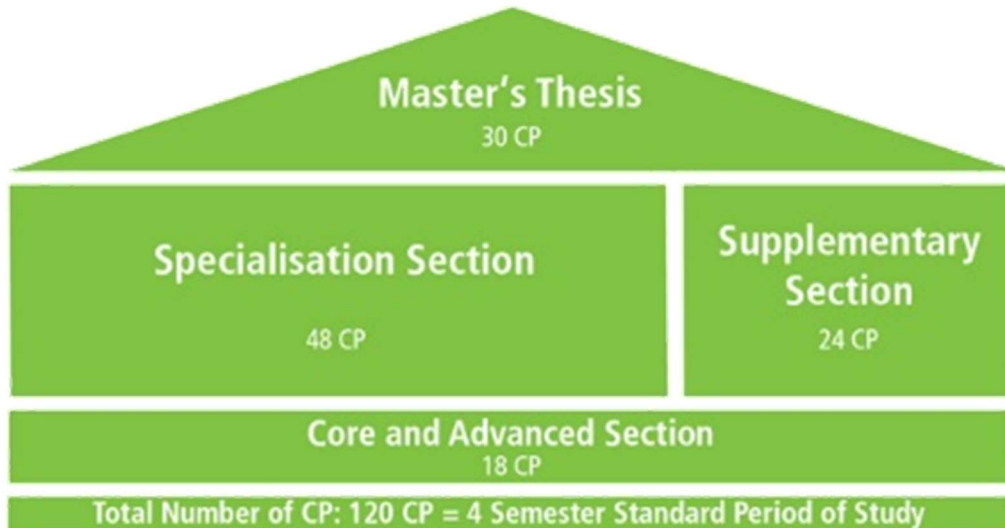 Master's Thesis
30 CP
Specialisation Section
48 CP
Supplementary
Section
24 CP
Core and Advanced Section
18 CP
Total Number of CP: 120 CP = 4 Semester Standard Period of Study